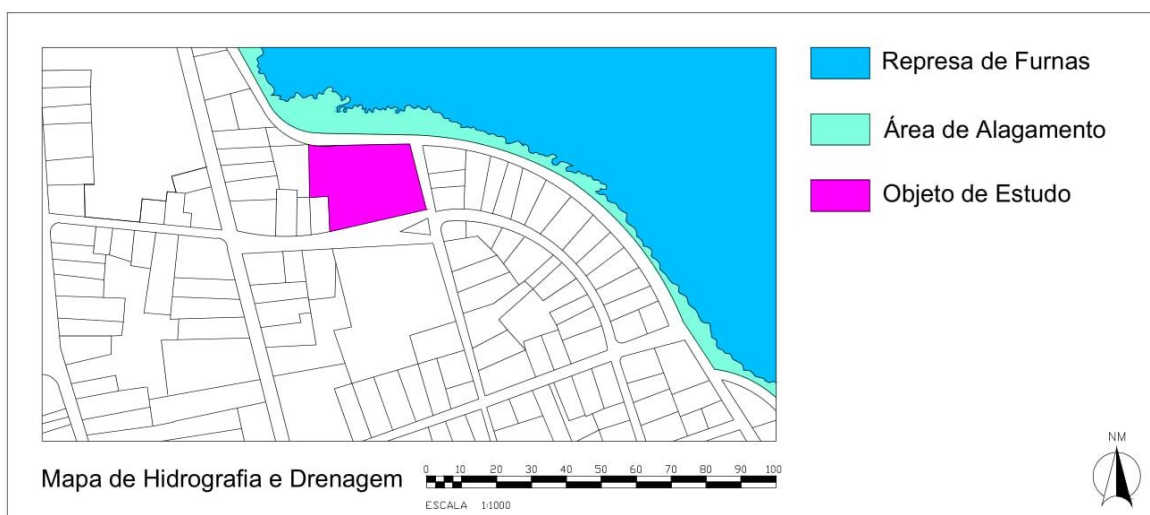 Represa de Furnas
Área de Alagamento
Objeto de Estudo
Mapa de Hidrografia e Drenagem
0 10 20 30 40 50 60 70 80 90 100
ESCALA 1:1000
NM